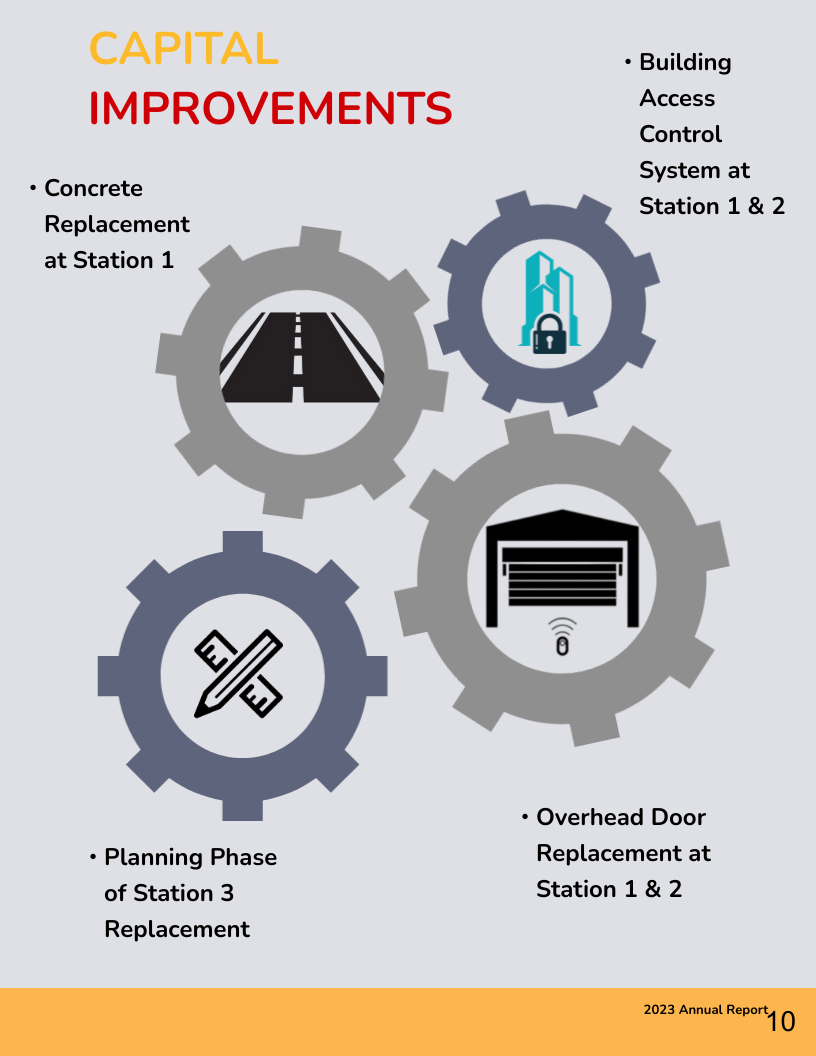 CAPITAL
IMPROVEMENTS
• Building
Access
Control
System at
Station 1 & 2
• Concrete
Replacement
at Station 1
• Overhead Door
Replacement at
Station 1 & 2
• Planning Phase
of Station 3
Replacement
2023 Annual Report
10